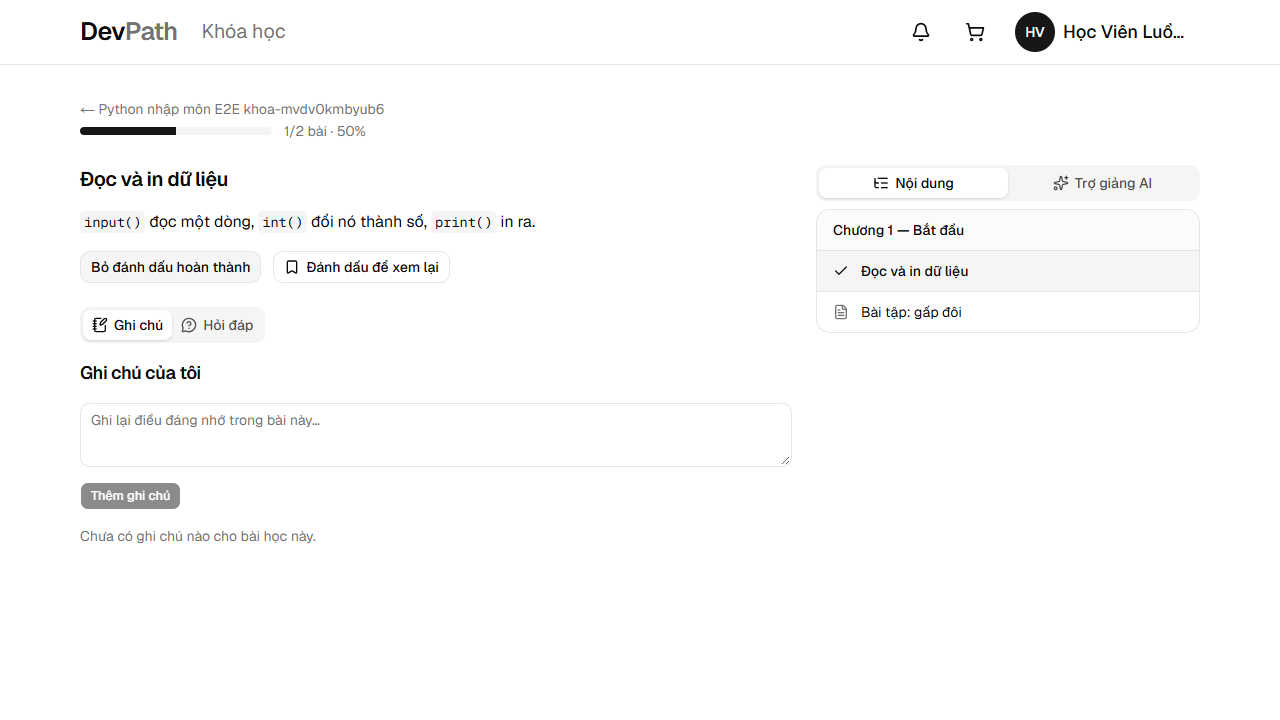 DevPath Khóa học HV Học Viên Luồ...
← Python nhập môn E2E khoa-mvdv0kmbyub6
1/2 bài · 50%
Đọc và in dữ liệu
input() đọc một dòng, int() đổi nó thành số, print() in ra.
Bỏ đánh dấu hoàn thành Đánh dấu để xem lại
Ghi chú Hỏi đáp
Ghi chú của tôi
Ghi lại điều đáng nhớ trong bài này...
Thêm ghi chú
Chưa có ghi chú nào cho bài học này.
Nội dung Trợ giảng AI
Chương 1 — Bắt đầu
Đọc và in dữ liệu
Bài tập: gấp đôi